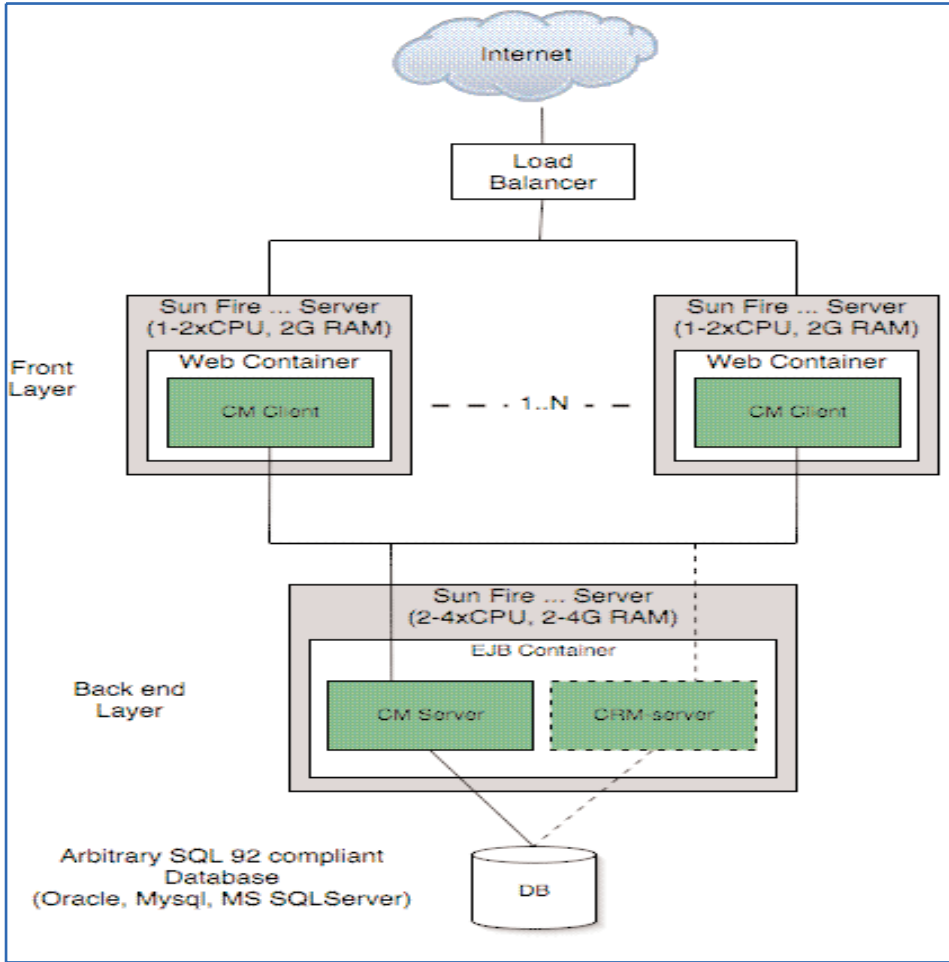 Internet
Load
Balancer
Sun Fire ... Server
(1-2xCPU, 2G RAM)
Web Container
CM Client
Front
Layer
1..N
Sun Fire ... Server
(1-2xCPU, 2G RAM)
Web Container
CM Client
Sun Fire ... Server
(2-4xCPU, 2-4G RAM)
EJB Container
CM Server
CRM-server
Back end
Layer
Arbitrary SQL 92 compliant
Database
(Oracle, Mysql, MS SQLServer)
DB